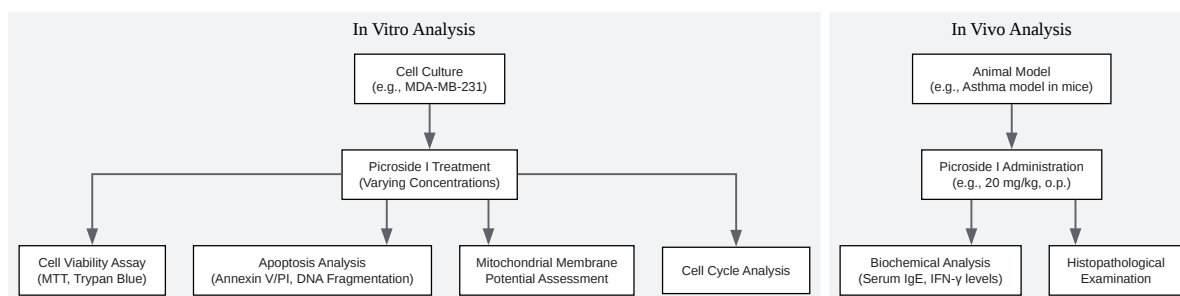 In Vitro Analysis
Cell Culture
(e.g., MDA-MB-231)
Picroside I Treatment
(Varying Concentrations)
Cell Viability Assay
(MTT, Trypan Blue)
Apoptosis Analysis
(Annexin V/PI, DNA Fragmentation)
Mitochondrial Membrane
Potential Assessment
Cell Cycle Analysis
In Vivo Analysis
Animal Model
(e.g., Asthma model in mice)
Picroside I Administration
(e.g., 20 mg/kg, o.p.)
Biochemical Analysis
(Serum IgE, IFN-γ levels)
Histopathological
Examination